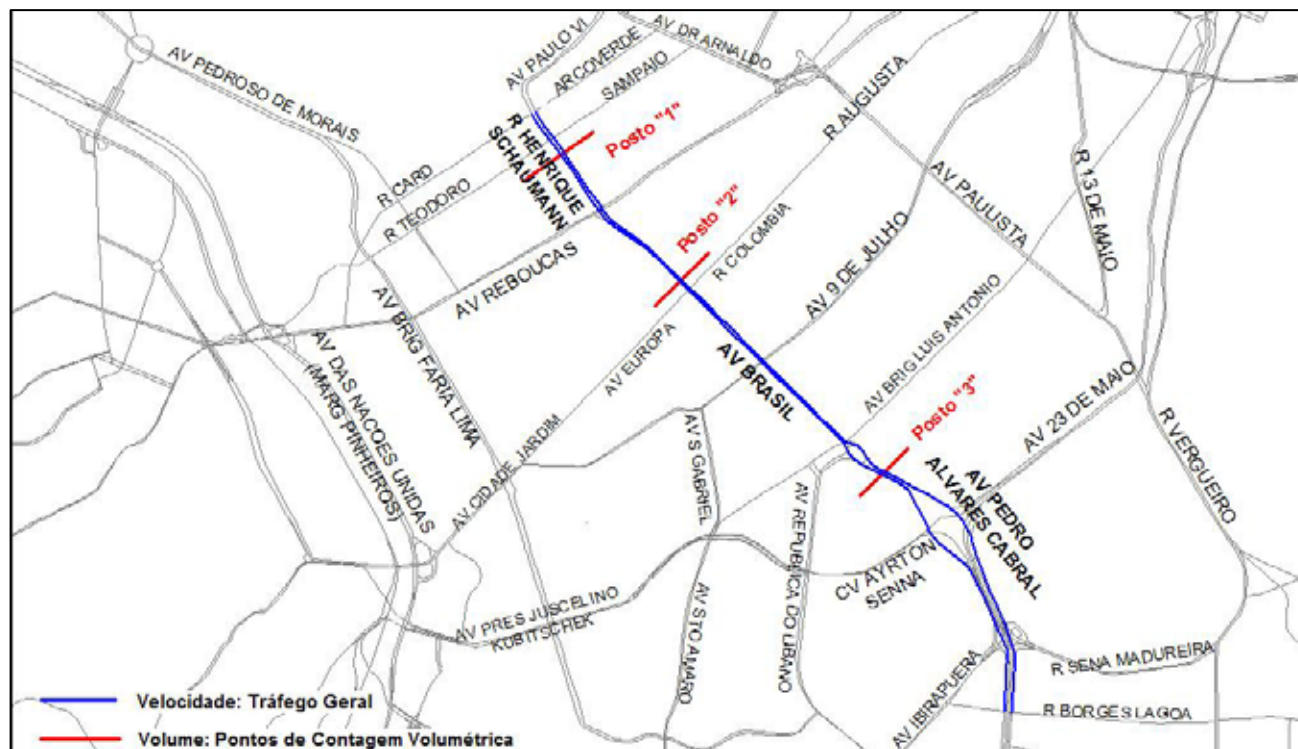 AV PAULO VI
ARCOVERDE
AV DR ARNALDO
AV PEDROSO DE MORAIS
SAMPAIO
R AUGUSTA
Posto "1"
R HENRIQUE
SCHAUMANN
R CARD
R TEODORO
AV PAULISTA
R 13 DE MAIO
Posto "2"
R COLOMBIA
AV REBOUCAS
AV 9 DE JULHO
AV BRIG FARIA LIMA
AV EUROPA
AV BRASIL
AV BRIG LUIS ANTONIO
AV DAS NACOES UNIDAS
(MARG PINHEIROS)
AV CIDADE JARDIM
Posto "3"
AV 23 DE MAIO
R VERGUEIRO
AV S GABRIEL
AV PEDRO
ALVARES CABRAL
AV REPUBLICA DO LIBANO
CV AYRTON
SENNA
AV PRES JUSCELINO
KUBITSCHEK
AV STO AMARO
AV IBIRAPUERA
R SENA MADUREIRA
R BORGES LAGOA
Velocidade: Tráfego Geral
Volume: Pontos de Contagem Volumétrica